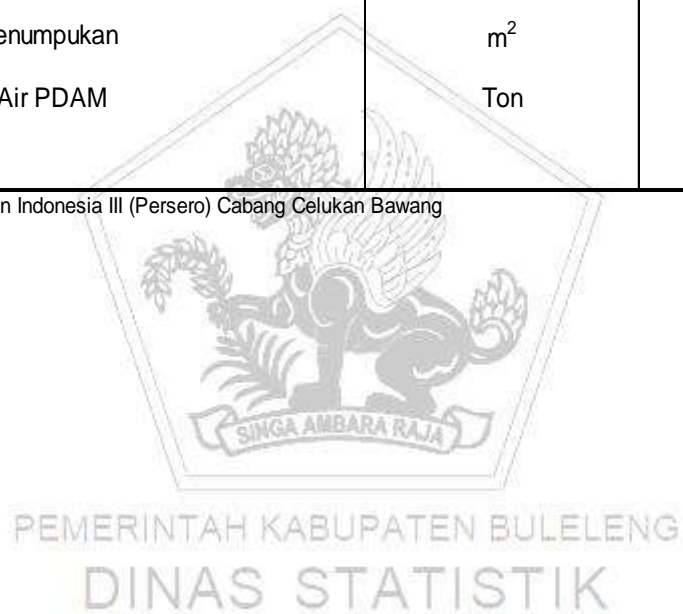 enumpukan m²
Air PDAM Ton
n Indonesia III (Persero) Cabang Celukan Bawang
SINGA AMBARA RAJA
PEMERINTAH KABUPATEN BULELENG
DINAS STATISTIK